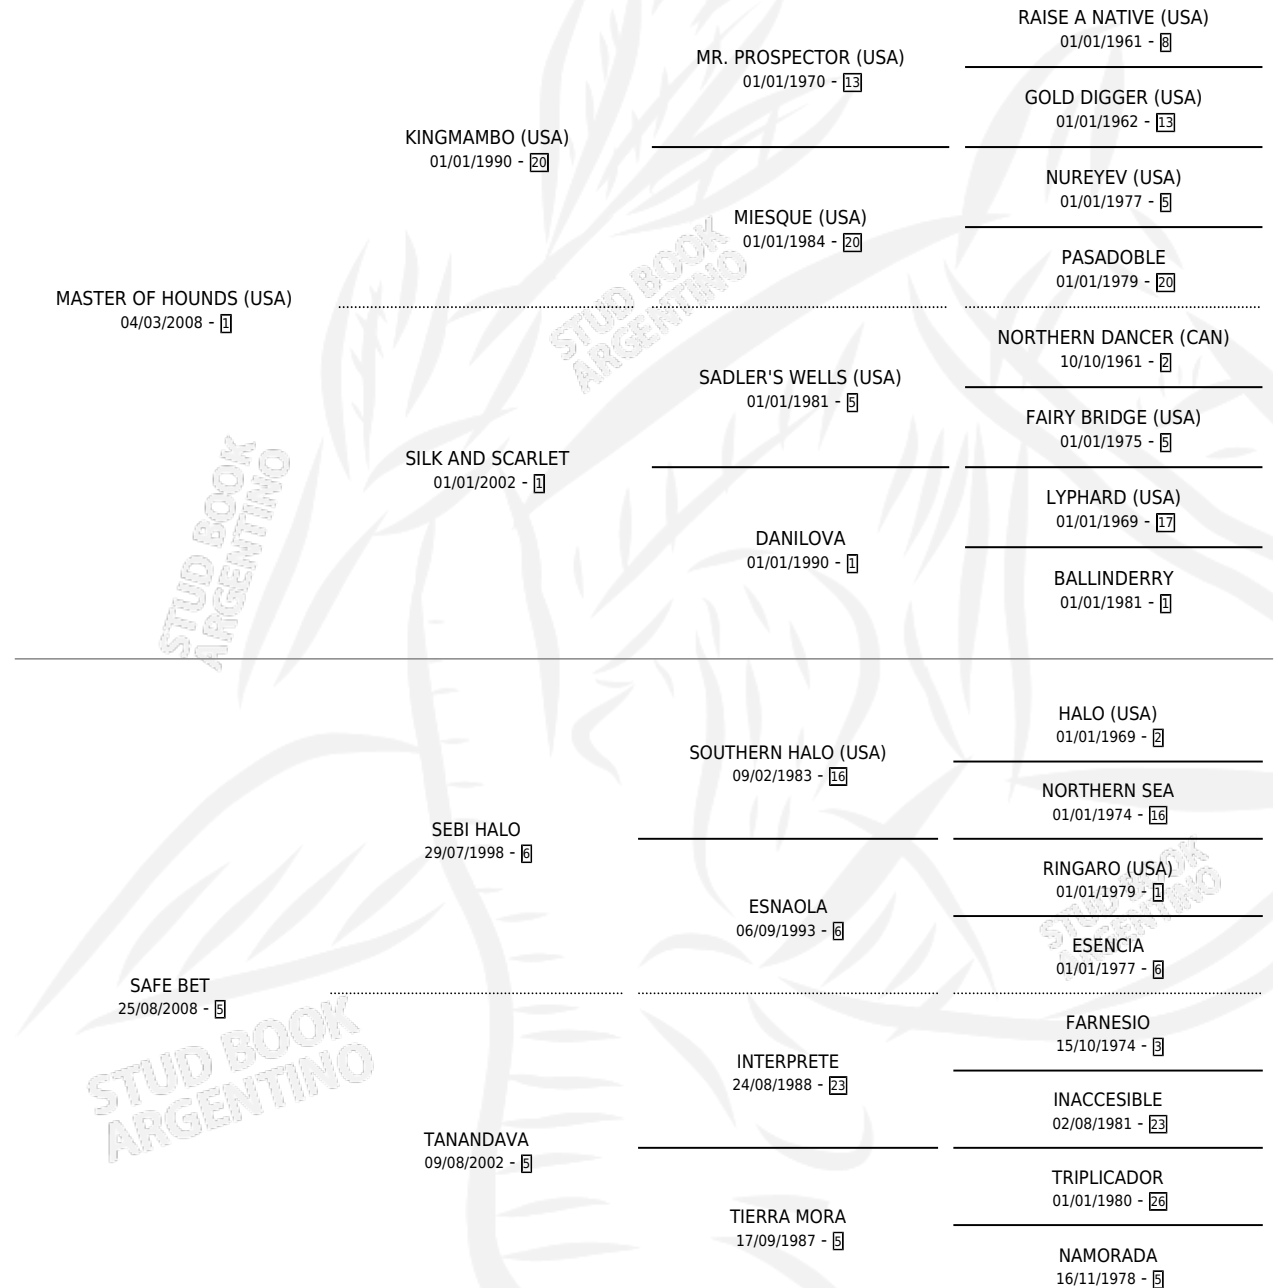 RAISE A NATIVE (USA)
01/01/1961 - 8
MR. PROSPECTOR (USA)
01/01/1970 - 13
GOLD DIGGER (USA)
01/01/1962 - 13
KINGMAMBO (USA)
01/01/1990 - 20
NUREYEV (USA)
01/01/1977 - 5
MIESQUE (USA)
01/01/1984 - 20
PASADOBLE
01/01/1979 - 20
MASTER OF HOUNDS (USA)
04/03/2008 - 1
NORTHERN DANCER (CAN)
10/10/1961 - 2
SADLER'S WELLS (USA)
01/01/1981 - 5
FAIRY BRIDGE (USA)
01/01/1975 - 5
SILK AND SCARLET
01/01/2002 - 1
LYPHARD (USA)
01/01/1969 - 17
DANILOVA
01/01/1990 - 1
BALLINDERRY
01/01/1981 - 1
STUD BOOK
ARGENTINO
STUD BOOK
ARGENTINO
HALO (USA)
01/01/1969 - 2
SOUTHERN HALO (USA)
09/02/1983 - 16
NORTHERN SEA
01/01/1974 - 16
SEBI HALO
29/07/1998 - 6
RINGARO (USA)
01/01/1979 - 1
ESNAOLA
06/09/1993 - 6
ESENCIA
01/01/1977 - 6
STUD BOOK
ARGENTINO
SAFE BET
25/08/2008 - 5
FARNESIO
15/10/1974 - 3
INTERPRETE
24/08/1988 - 23
INACCESIBLE
02/08/1981 - 23
TANANDAVA
09/08/2002 - 5
TRIPLICADOR
01/01/1980 - 26
TIERRA MORA
17/09/1987 - 5
NAMORADA
16/11/1978 - 5
STUD BOOK
ARGENTINO